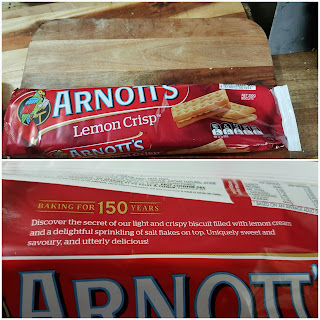 ARNOTT'S
Lemon Crisp
ARNOTT'S
BAKING FOR 150 YEARS
Discover the secret of our light and crispy biscuit filled with lemon cream
and a delightful sprinkling of salt flakes on top. Uniquely sweet and
savoury, and utterly delicious!
ARNOTT'